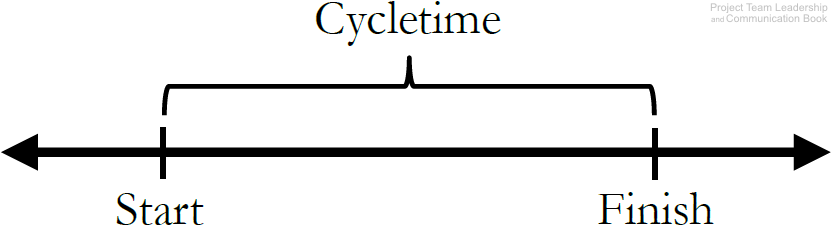 Project Team Leadership
and Communication Book
Cycletime
Start
Finish